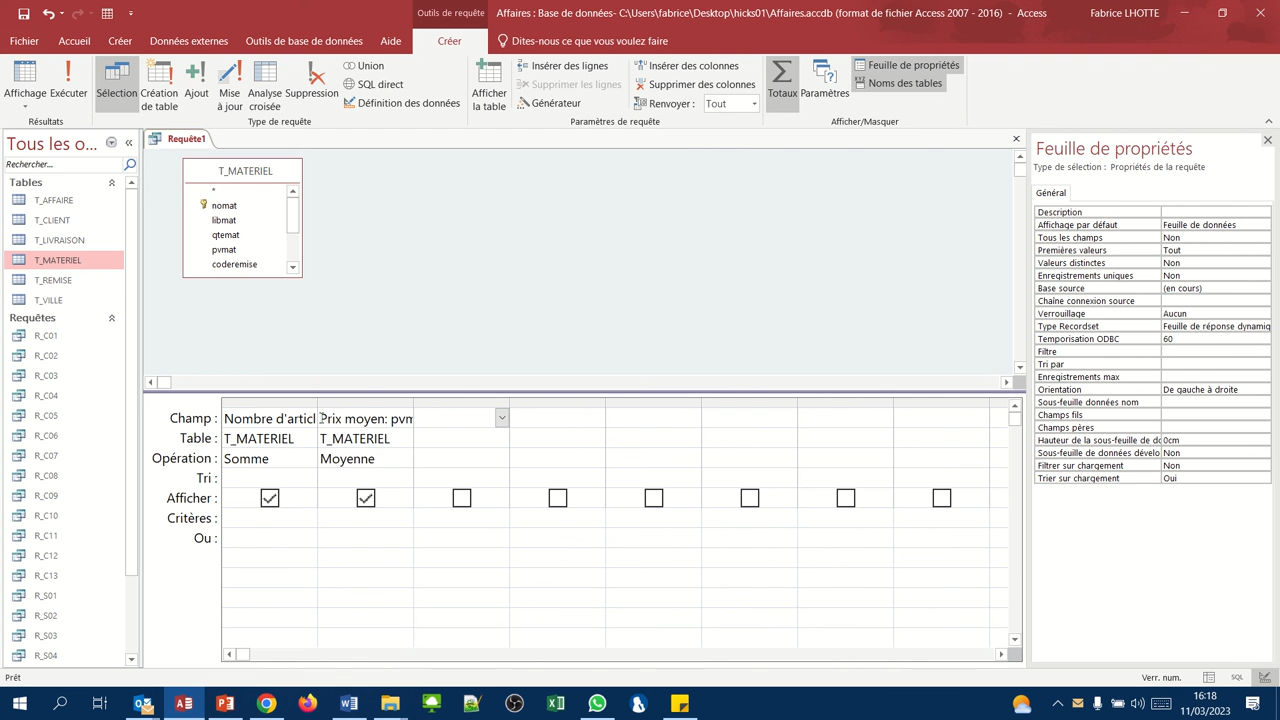 Outils de requête
Affaires : Base de données- C:\Users\fabrice\Desktop\hicks01\Affaires.accdb (format de fichier Access 2007 - 2016) - Access
Fabrice LHOTTE
Fichier
Accueil
Créer
Données externes
Outils de base de données
Aide
Créer
Dites-nous ce que vous voulez faire
Affichage
Exécuter
Résultats
Sélection
Création de table
Ajout
Mise à jour
Analyse croisée
Suppression
Union
SQL direct
Définition des données
Type de requête
Afficher la table
Insérer des lignes
Supprimer les lignes
Générateur
Insérer des colonnes
Supprimer des colonnes
Renvoyer : Tout
Paramètres de requête
Totaux
Paramètres
Feuille de propriétés
Noms des tables
Afficher/Masquer
Tous les o...
Rechercher...
Tables
T_AFFAIRE
T_CLIENT
T_LIVRAISON
T_MATERIEL
T_REMISE
T_VILLE
Requêtes
R_C01
R_C02
R_C03
R_C04
R_C05
R_C06
R_C07
R_C08
R_C09
R_C10
R_C11
R_C12
R_C13
R_S01
R_S02
R_S03
R_S04
Requête1
T_MATERIEL
*
nomat
libmat
qtemat
pvmat
coderemise
Champ : Nombre d'articl Prix moyen: pvm
Table : T_MATERIEL T_MATERIEL
Opération : Somme Moyenne
Tri :
Afficher :
Critères :
Ou :
Feuille de propriétés
Type de sélection : Propriétés de la requête
Général
Description
Affichage par défaut Feuille de données
Tous les champs Non
Premières valeurs Tout
Valeurs distinctes Non
Enregistrements uniques Non
Base source (en cours)
Chaîne connexion source
Verrouillage Aucun
Type Recordset Feuille de réponse dynamiq
Temporisation ODBC 60
Filtre
Tri par
Enregistrements max
Orientation De gauche à droite
Sous-feuille données nom
Champs fils
Champs pères
Hauteur de la sous-feuille de do 0cm
Sous-feuille de données dévelo Non
Filtrer sur chargement Non
Trier sur chargement Oui
Prêt
Verr. num.
SQL
16:18
11/03/2023